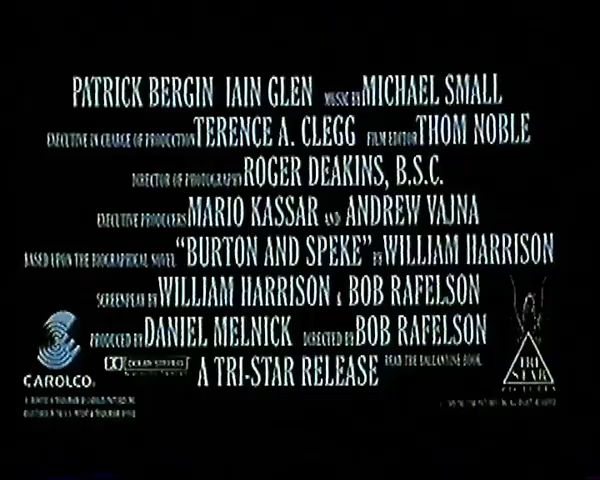 PATRICK BERGIN IAIN GLEN MUSIC BY MICHAEL SMALL
EXECUTIVE IN CHARGE OF PRODUCTION TERENCE A. CLEGG FILM EDITOR THOM NOBLE
DIRECTOR OF PHOTOGRAPHY ROGER DEAKINS, B.S.C.
EXECUTIVE PRODUCERS MARIO KASSAR AND ANDREW VAJNA
BASED UPON THE BIOGRAPHICAL NOVEL "BURTON AND SPEKE" BY WILLIAM HARRISON
SCREENPLAY BY WILLIAM HARRISON & BOB RAFELSON
PRODUCED BY DANIEL MELNICK DIRECTED BY BOB RAFELSON
DOLBY STEREO A TRI-STAR RELEASE READ THE BALLANTINE BOOK
CAROLCO
TRI
STAR
PICTURES